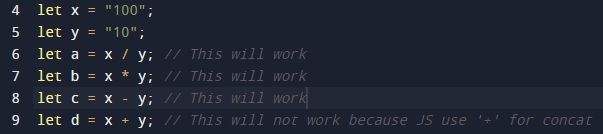 4 let x = "100";
5 let y = "10";
6 let a = x / y; // This will work
7 let b = x * y; // This will work
8 let c = x - y; // This will work
9 let d = x + y; // This will not work because JS use '+' for concat